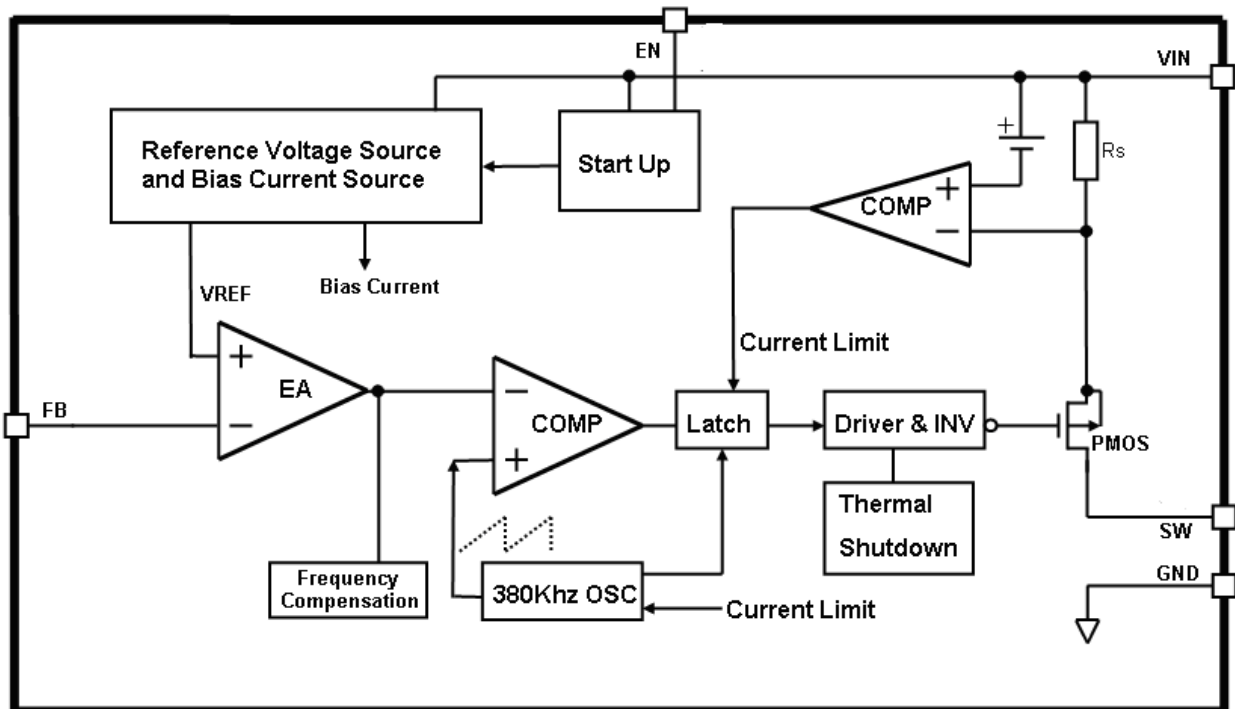 EN
VIN
Reference Voltage Source
and Bias Current Source
Start Up
+
Rs
+
COMP
−
Bias Current
VREF
Current Limit
+
EA
−
FB
−
COMP
+
Latch
Driver & INV
PMOS
Thermal
Shutdown
SW
Frequency
Compensation
380Khz OSC
Current Limit
GND